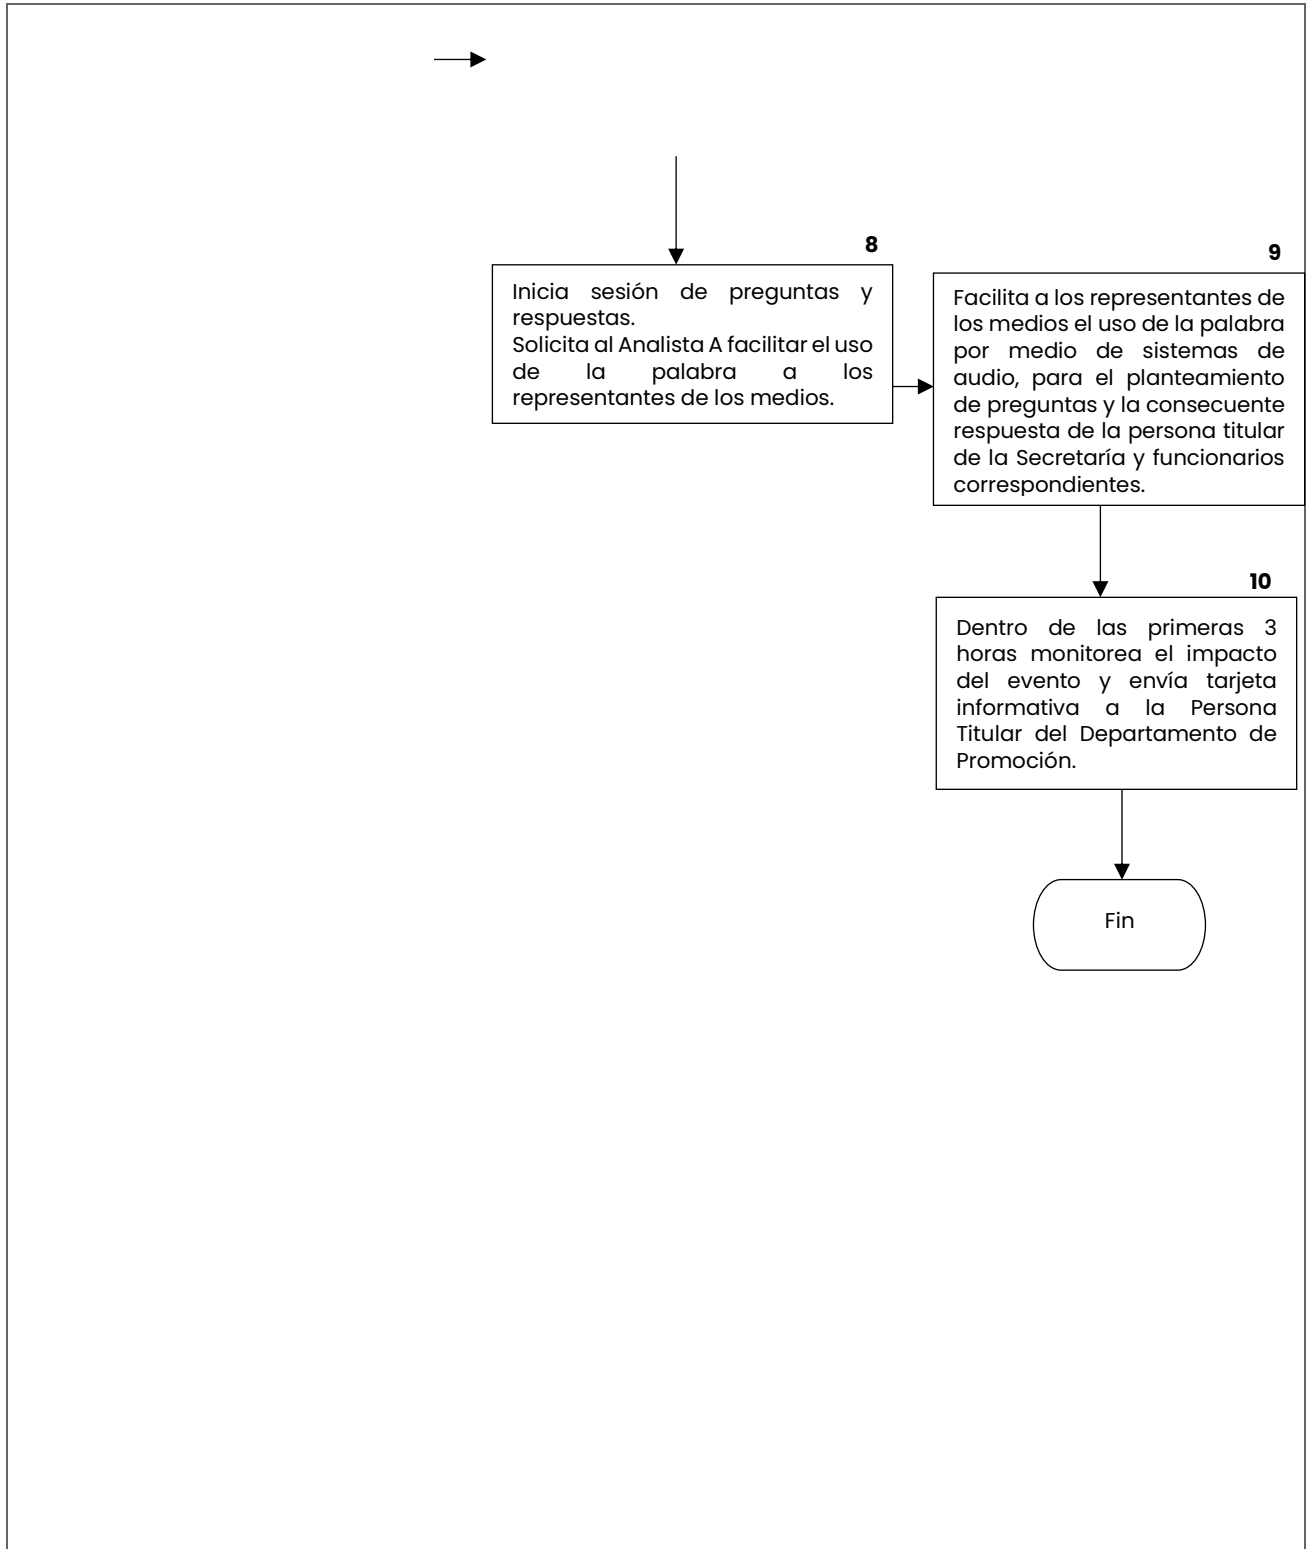 8
Inicia sesión de preguntas y
respuestas.
Solicita al Analista A facilitar el uso
de la palabra a los
representantes de los medios.
9
Facilita a los representantes de
los medios el uso de la palabra
por medio de sistemas de
audio, para el planteamiento
de preguntas y la consecuente
respuesta de la persona titular
de la Secretaría y funcionarios
correspondientes.
10
Dentro de las primeras 3
horas monitorea el impacto
del evento y envía tarjeta
informativa a la Persona
Titular del Departamento de
Promoción.
Fin